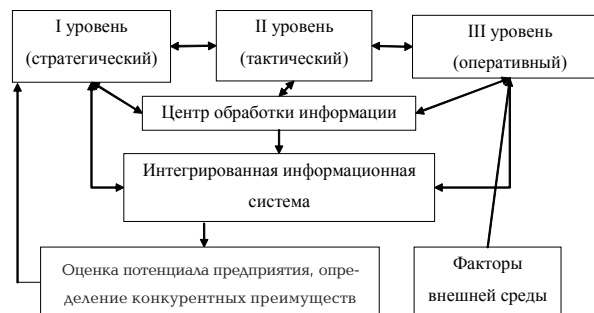 I уровень
(стратегический)
II уровень
(тактический)
III уровень
(оперативный)
Центр обработки информации
Интегрированная информационная
система
Оценка потенциала предприятия, опре-
деление конкурентных преимуществ
Факторы
внешней среды